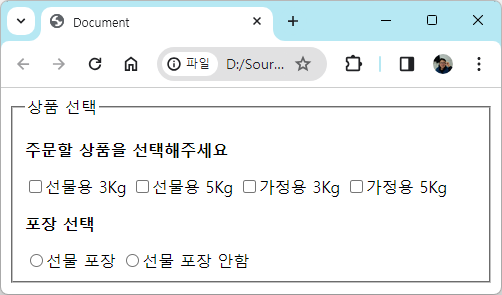 Document
파일 D:/Sour...
상품 선택
주문할 상품을 선택해주세요
선물용 3Kg 선물용 5Kg 가정용 3Kg 가정용 5Kg
포장 선택
선물 포장 선물 포장 안함